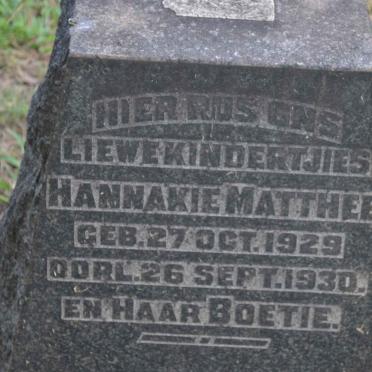 HIER RUS ONS
LIEWE KINDERTJIES
HANNAKIE MATTHEE
GEB. 27 OCT. 1929
OORL. 26 SEPT. 1930.
EN HAAR BOETIE.